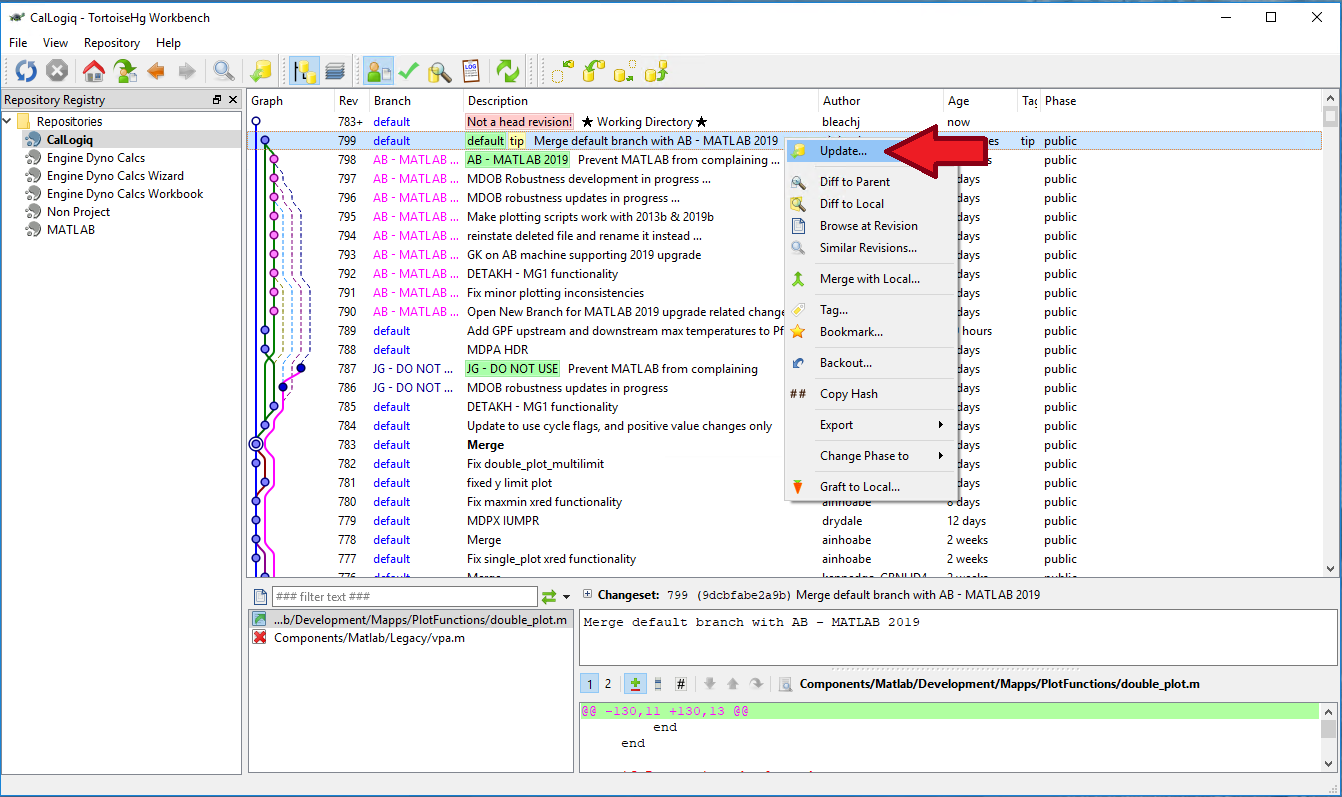 CalLogiq - TortoiseHg Workbench
File View Repository Help
LOG
Repository Registry
Repositories
CalLogiq
Engine Dyno Calcs
Engine Dyno Calcs Wizard
Engine Dyno Calcs Workbook
Non Project
MATLAB
Graph Rev Branch Description Author Age Tag Phase
783+ default Not a head revision! ★ Working Directory ★ bleachj now
799 default default tip Merge default branch with AB - MATLAB 2019 es tip public
798 AB - MATLAB ... AB - MATLAB 2019 Prevent MATLAB from complaining ... public
797 AB - MATLAB ... MDOB Robustness development in progress ... days public
796 AB - MATLAB ... MDOB robustness updates in progress ... days public
795 AB - MATLAB ... Make plotting scripts work with 2013b & 2019b days public
794 AB - MATLAB ... reinstate deleted file and rename it instead ... days public
793 AB - MATLAB ... GK on AB machine supporting 2019 upgrade days public
792 AB - MATLAB ... DETAKH - MG1 functionality days public
791 AB - MATLAB ... Fix minor plotting inconsistencies days public
790 AB - MATLAB ... Open New Branch for MATLAB 2019 upgrade related change days public
789 default Add GPF upstream and downstream max temperatures to Pf hours public
788 default MDPA HDR days public
787 JG - DO NOT ... JG - DO NOT USE Prevent MATLAB from complaining days public
786 JG - DO NOT ... MDOB robustness updates in progress days public
785 default DETAKH - MG1 functionality days public
784 default Update to use cycle flags, and positive value changes only days public
783 default Merge days public
782 default Fix double_plot_multilimit days public
781 default fixed y limit plot days public
780 default Fix maxmin xred functionality ainhoabe 8 days public
779 default MDPX IUMPR drydale 12 days public
778 default Merge ainhoabe 2 weeks public
777 default Fix single_plot xred functionality ainhoabe 2 weeks public
776 default Merge 2 weeks public
Update...
Diff to Parent
Diff to Local
Browse at Revision
Similar Revisions...
Merge with Local...
Tag...
Bookmark...
Backout...
## Copy Hash
Export
Change Phase to
Graft to Local...
### filter text ###
...b/Development/Mapps/PlotFunctions/double_plot.m
Components/Matlab/Legacy/vpa.m
Changeset: 799 (9dcbfabe2a9b) Merge default branch with AB - MATLAB 2019
Merge default branch with AB - MATLAB 2019
1 2 # Components/Matlab/Development/Mapps/PlotFunctions/double_plot.m
@@ -130,11 +130,13 @@
end
end